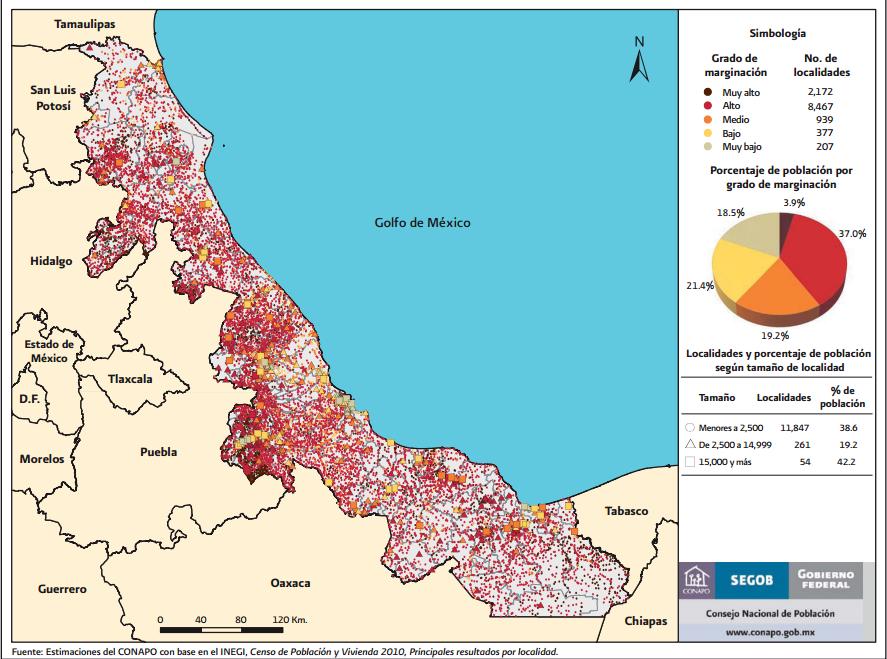 Tamaulipas
San Luis
Potosí
Hidalgo
Estado de
México
Tlaxcala
D.F.
Morelos
Puebla
Guerrero
Oaxaca
Tabasco
Chiapas
Golfo de México
N
0 40 80 120 Km.
Simbología
Grado de
marginación
No. de
localidades
Muy alto 2,172
Alto 8,467
Medio 939
Bajo 377
Muy bajo 207
Porcentaje de población por
grado de marginación
3.9%
18.5%
37.0%
21.4%
19.2%
Localidades y porcentaje de población
según tamaño de localidad
Tamaño Localidades % de
población
Menores a 2,500 11,847 38.6
De 2,500 a 14,999 261 19.2
15,000 y más 54 42.2
CONAPO
SEGOB
GOBIERNO
FEDERAL
Consejo Nacional de Población
www.conapo.gob.mx
Fuente: Estimaciones del CONAPO con base en el INEGI, Censo de Población y Vivienda 2010, Principales resultados por localidad.